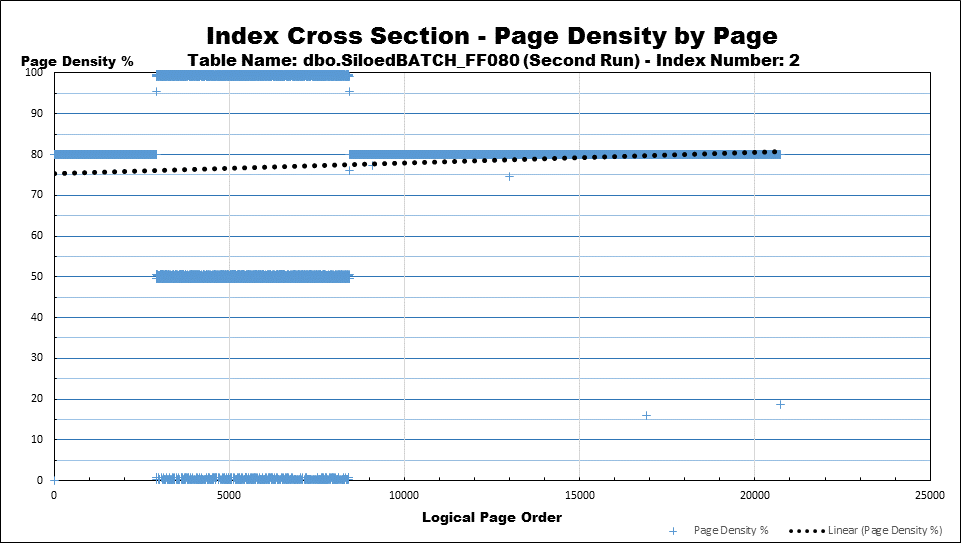 Index Cross Section - Page Density by Page
Page Density %
Table Name: dbo.SiloedBATCH_FF080 (Second Run) - Index Number: 2
100
90
80
70
60
50
40
30
20
10
0
0 5000 10000 15000 20000 25000
Logical Page Order
Page Density % Linear (Page Density %)